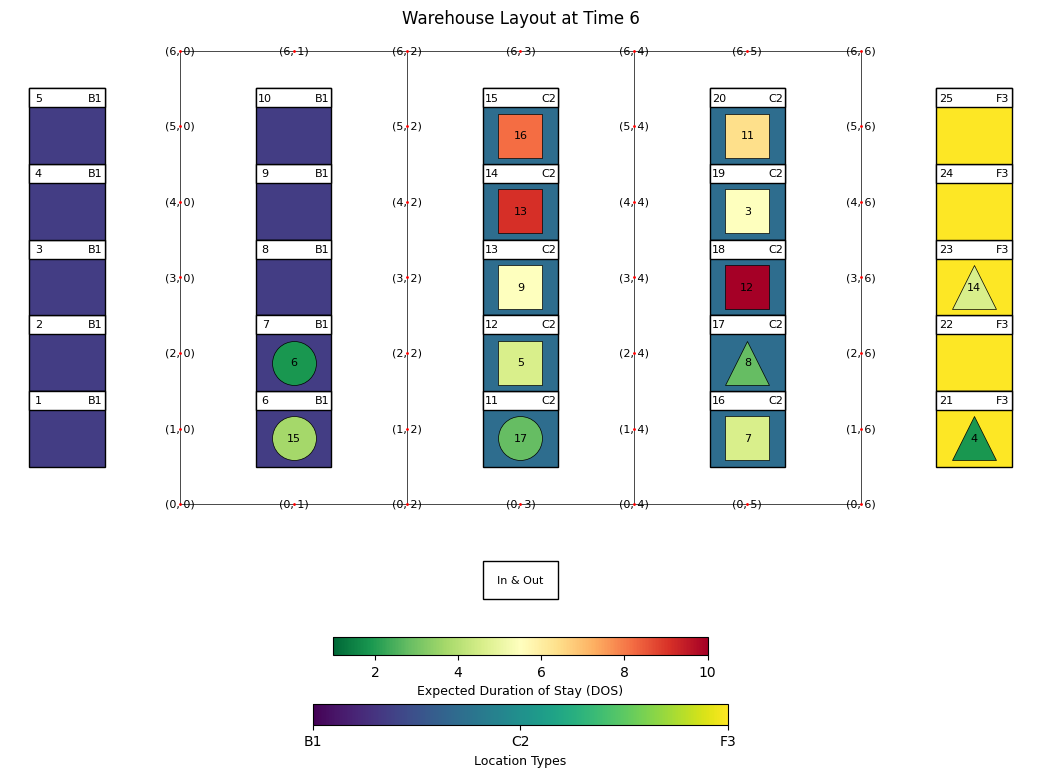 Warehouse Layout at Time 6
(6, 0) (6, 1) (6, 2) (6, 3) (6, 4) (6, 5) (6, 6)
5 B1 10 B1 15 C2 20 C2 25 F3
(5, 0) (5, 2) 16 (5, 4) 11 (5, 6)
4 B1 9 B1 14 C2 19 C2 24 F3
(4, 0) (4, 2) 13 (4, 4) 3 (4, 6)
3 B1 8 B1 13 C2 18 C2 23 F3
(3, 0) (3, 2) 9 (3, 4) 12 (3, 6) 14
2 B1 7 B1 12 C2 17 C2 22 F3
(2, 0) 6 (2, 2) 5 (2, 4) 8 (2, 6)
1 B1 6 B1 11 C2 16 C2 21 F3
(1, 0) 15 (1, 2) 17 (1, 4) 7 (1, 6) 4
(0, 0) (0, 1) (0, 2) (0, 3) (0, 4) (0, 5) (0, 6)
In & Out
2 4 6 8 10
Expected Duration of Stay (DOS)
B1 C2 F3
Location Types